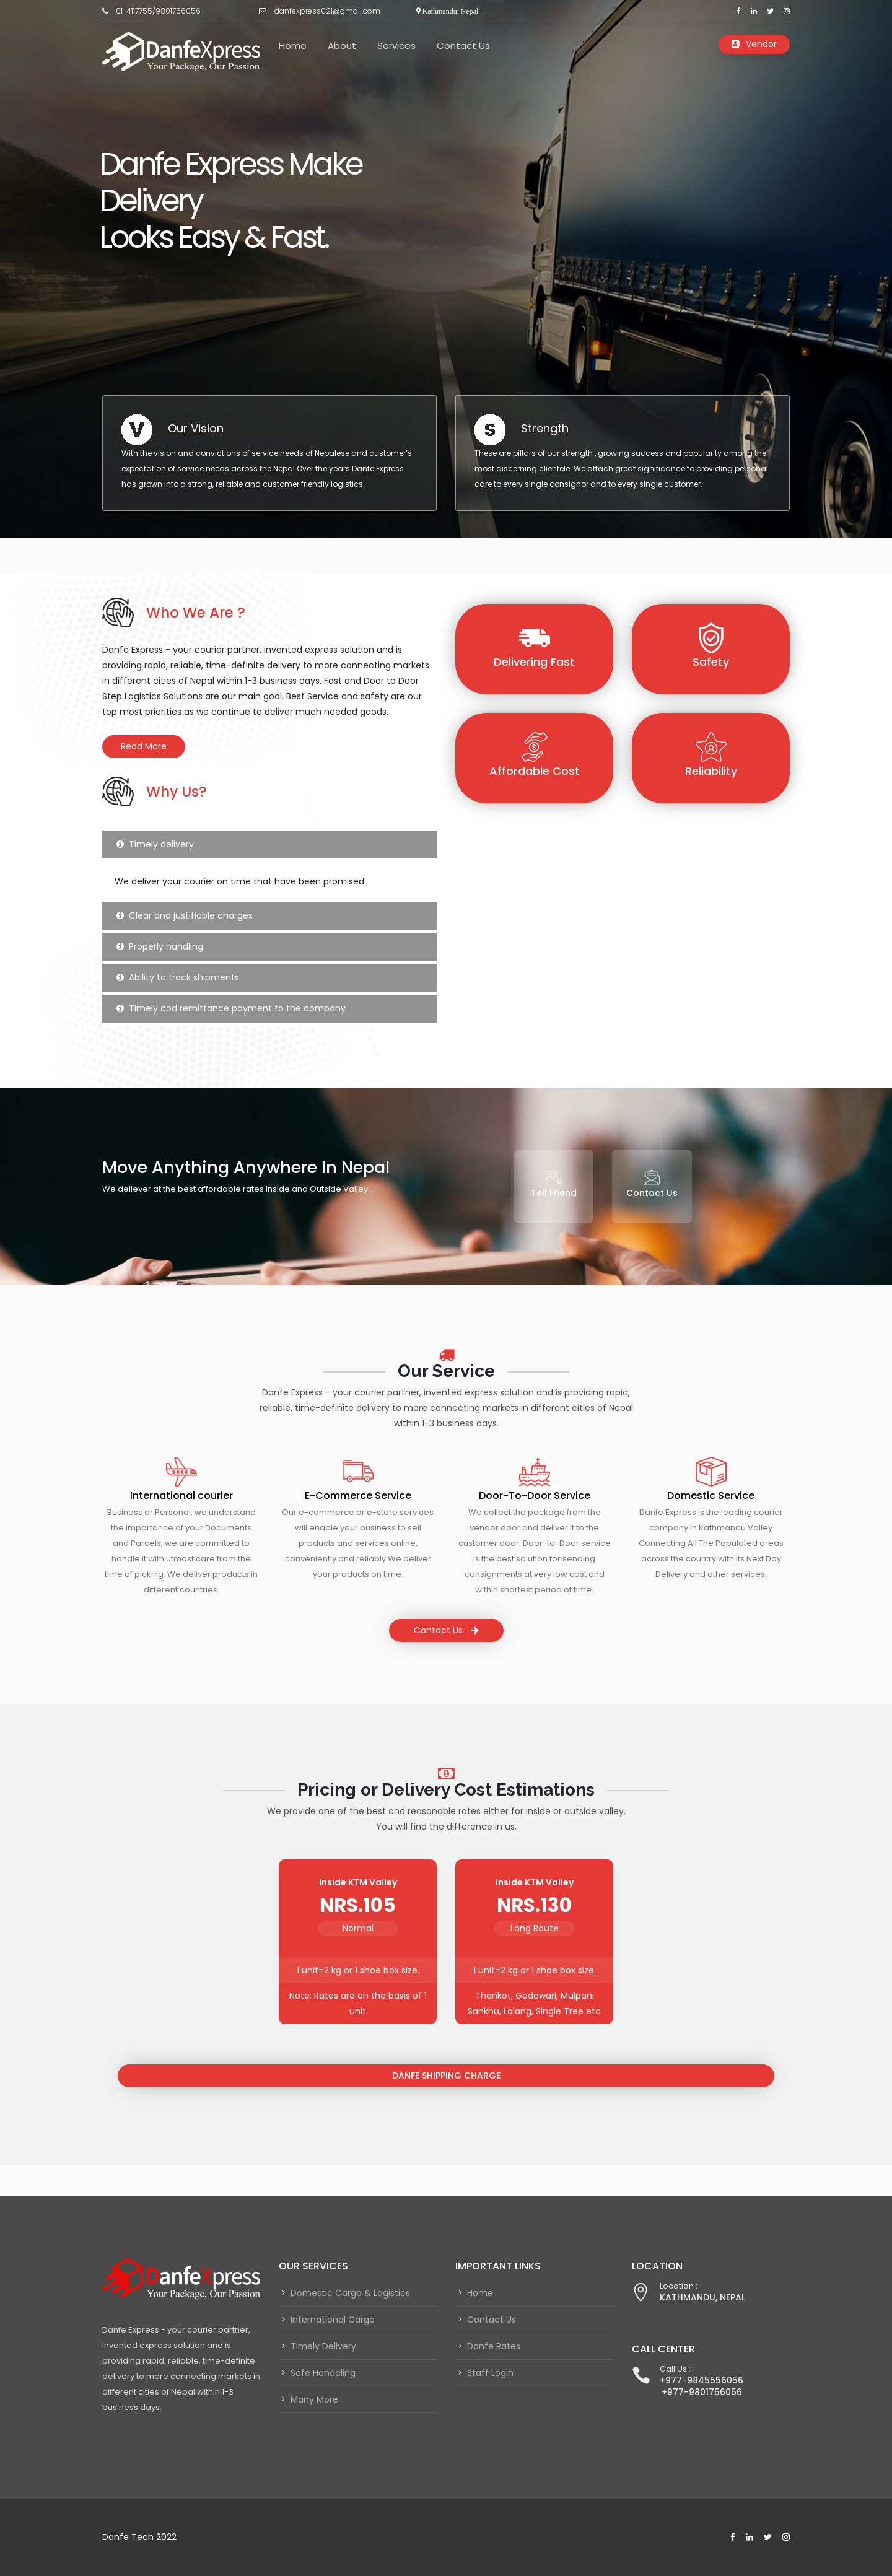 01-4117755/9801756056
danfexpress021@gmail.com
Kathmandu, Nepal
DanfeXpress
Your Package, Our Passion
Home
About
Services
Contact Us
Vendor
Danfe Express Make
Delivery
Looks Easy & Fast.
V
Our Vision
With the vision and convictions of service needs of Nepalese and customer's
expectation of service needs across the Nepal Over the years Danfe Express
has grown into a strong, reliable and customer friendly logistics.
S
Strength
These are pillars of our strength , growing success and popularity among the
most discerning clientele. We attach great significance to providing personal
care to every single consignor and to every single customer.
Who We Are ?
Danfe Express - your courier partner, invented express solution and is
providing rapid, reliable, time-definite delivery to more connecting markets
in different cities of Nepal within 1-3 business days. Fast and Door to Door
Step Logistics Solutions are our main goal. Best Service and safety are our
top most priorities as we continue to deliver much needed goods.
Read More
Delivering Fast
Safety
Affordable Cost
Reliability
Why Us?
Timely delivery
We deliver your courier on time that have been promised.
Clear and justifiable charges
Properly handling
Ability to track shipments
Timely cod remittance payment to the company
Move Anything Anywhere In Nepal
We deliever at the best affordable rates Inside and Outside Valley.
Tell Friend
Contact Us
Our Service
Danfe Express - your courier partner, invented express solution and is providing rapid,
reliable, time-definite delivery to more connecting markets in different cities of Nepal
within 1-3 business days.
International courier
Business or Personal, we understand
the importance of your Documents
and Parcels, we are committed to
handle it with utmost care from the
time of picking. We deliver products in
different countries.
E-Commerce Service
Our e-commerce or e-store services
will enable your business to sell
products and services online,
conveniently and reliably.We deliver
your products on time.
Door-To-Door Service
We collect the package from the
vendor door and deliver it to the
customer door. Door-to-Door service
is the best solution for sending
consignments at very low cost and
within shortest period of time.
Domestic Service
Danfe Express is the leading courier
company in Kathmandu Valley
Connecting All The Populated areas
across the country with its Next Day
Delivery and other services.
Contact Us
Pricing or Delivery Cost Estimations
We provide one of the best and reasonable rates either for inside or outside valley.
You will find the difference in us.
Inside KTM Valley
NRS.105
Normal
1 unit=2 kg or 1 shoe box size.
Note: Rates are on the basis of 1
unit
Inside KTM Valley
NRS.130
Long Route
1 unit=2 kg or 1 shoe box size.
Thankot, Godawari, Mulpani
Sankhu, Lolang, Single Tree etc
DANFE SHIPPING CHARGE
DanfeXpress
Your Package, Our Passion
Danfe Express - your courier partner,
invented express solution and is
providing rapid, reliable, time-definite
delivery to more connecting markets in
different cities of Nepal within 1-3
business days.
OUR SERVICES
Domestic Cargo & Logistics
International Cargo
Timely Delivery
Safe Handeling
Many More
IMPORTANT LINKS
Home
Contact Us
Danfe Rates
Staff Login
LOCATION
Location :
KATHMANDU, NEPAL
CALL CENTER
Call Us :
+977-9845556056
+977-9801756056
Danfe Tech 2022